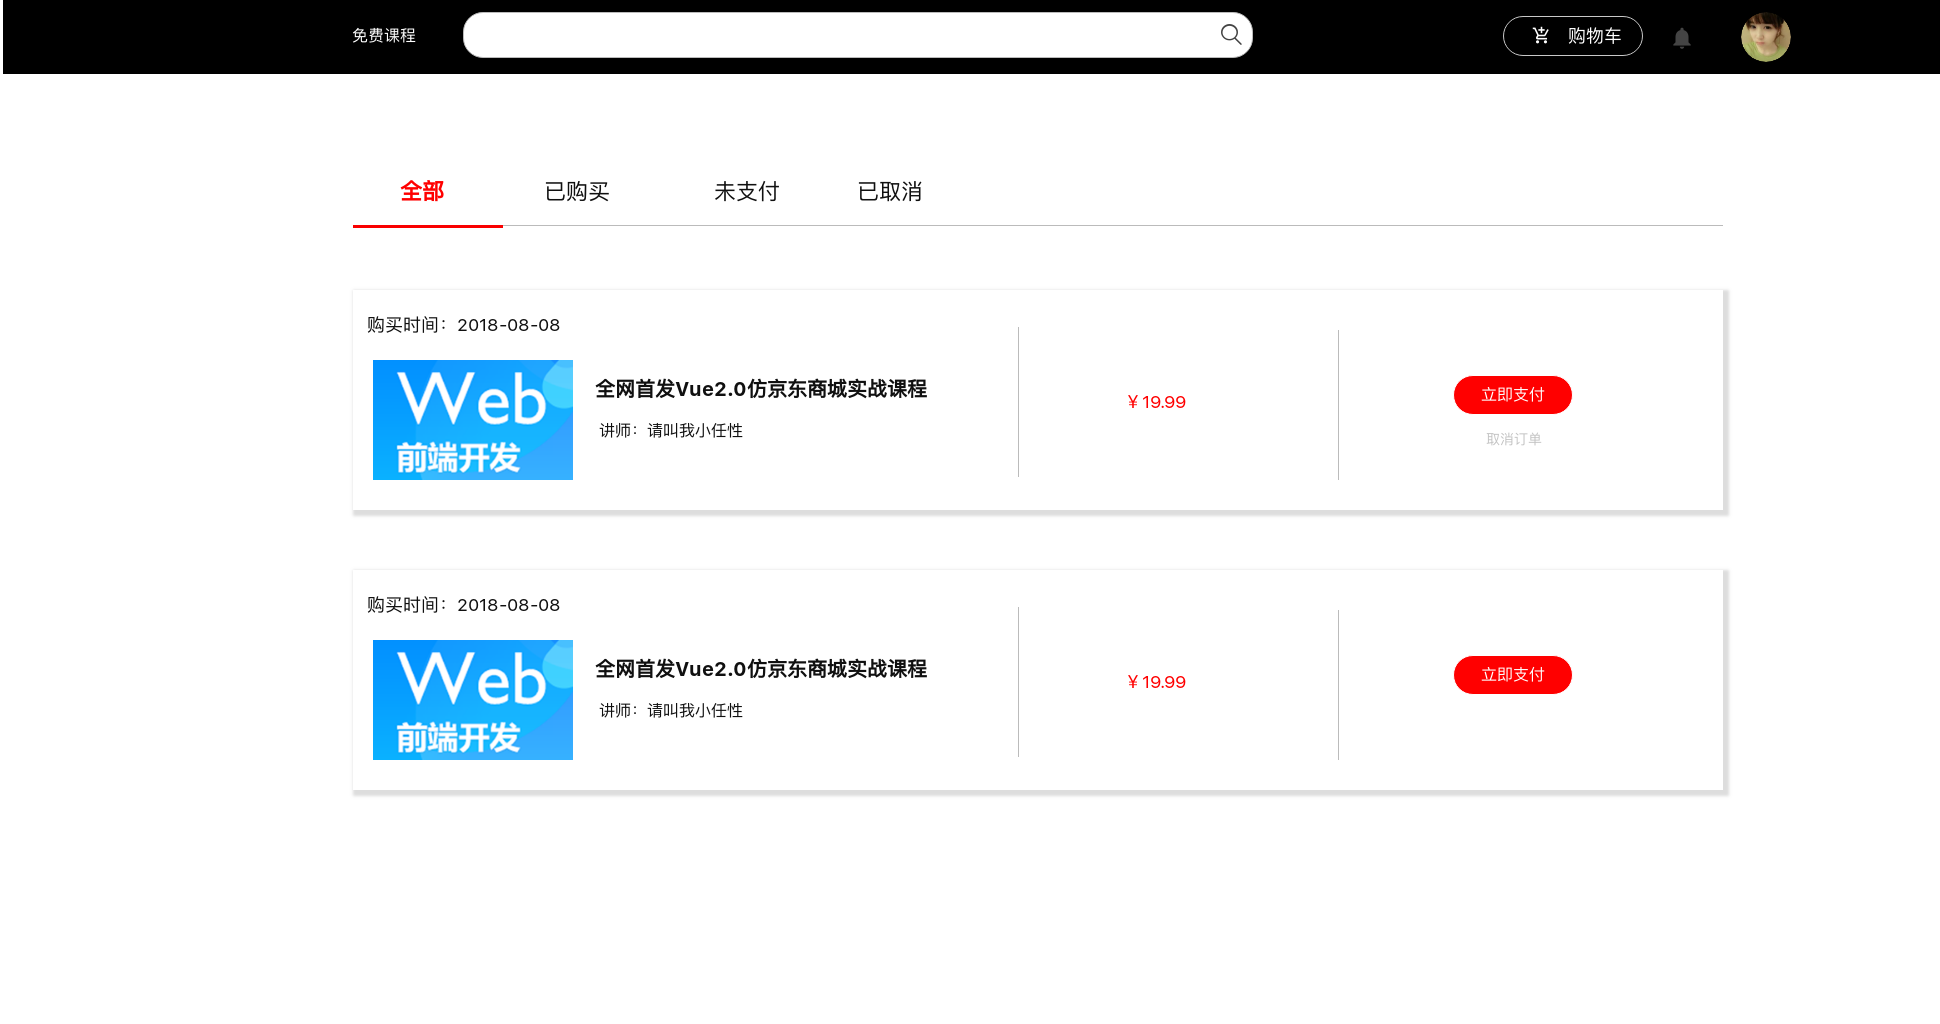 免费课程
购物车
全部 已购买 未支付 已取消
购买时间：2018-08-08
Web
前端开发
全网首发Vue2.0仿京东商城实战课程
讲师：请叫我小任性
￥19.99
立即支付
取消订单
购买时间：2018-08-08
Web
前端开发
全网首发Vue2.0仿京东商城实战课程
讲师：请叫我小任性
￥19.99
立即支付